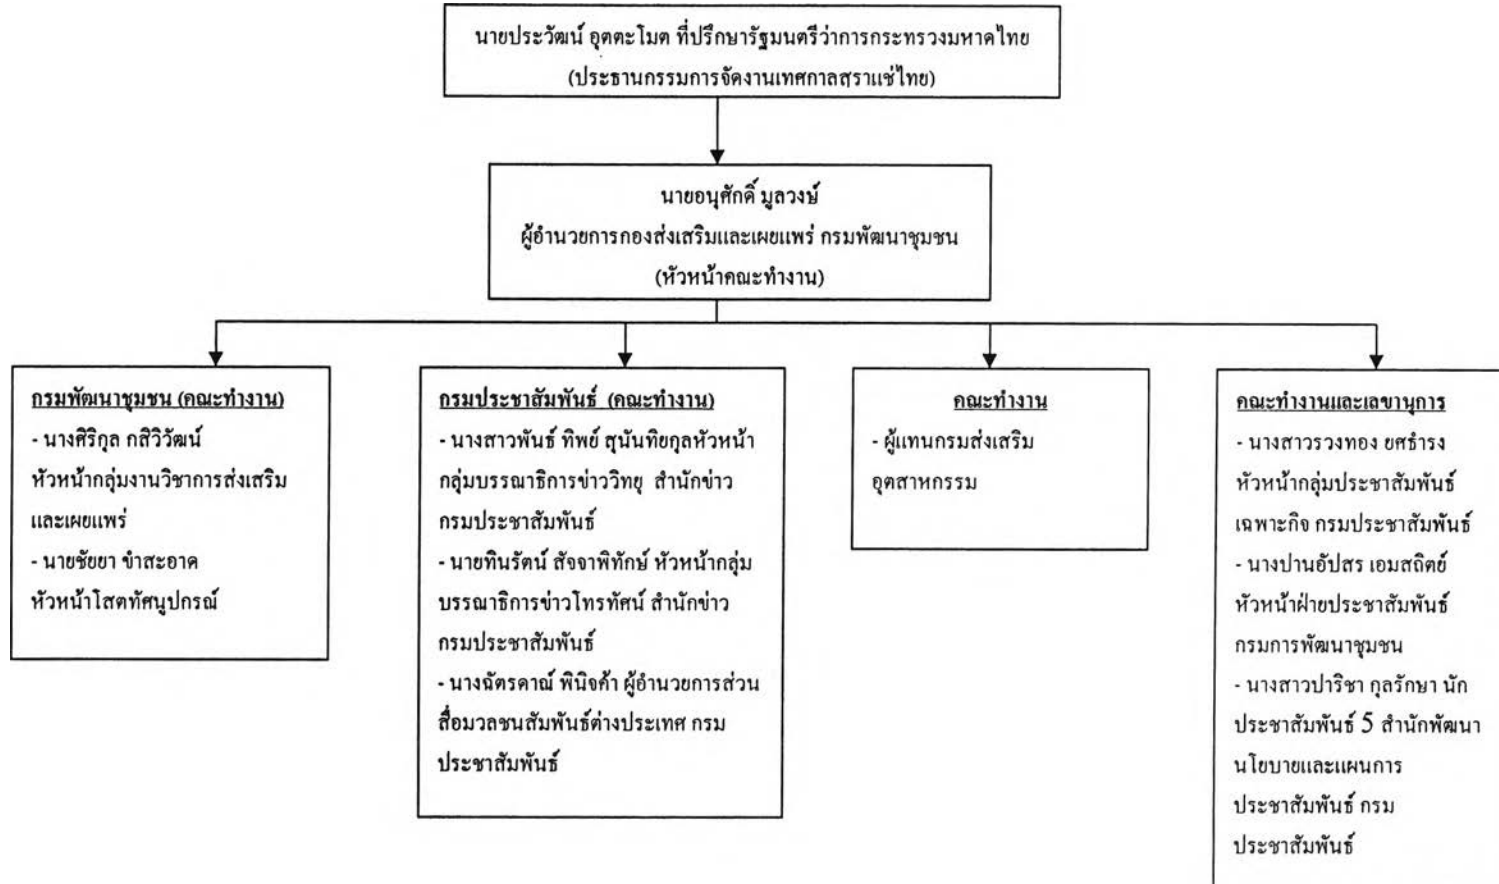 นายประวัฒน์ อุตตะโมต ที่ปรึกษารัฐมนตรีว่าการกระทรวงมหาดไทย
(ประธานกรรมการจัดงานเทศกาลสุราแช่ไทย)
นายอนุศักดิ์ มูลวงษ์
ผู้อำนวยการกองส่งเสริมและเผยแพร่ กรมพัฒนาชุมชน
(หัวหน้าคณะทำงาน)
กรมพัฒนาชุมชน (คณะทำงาน)
- นางศิริกุล กสิวิวัฒน์
หัวหน้ากลุ่มงานวิชาการส่งเสริม
และเผยแพร่
- นายชัยยา ขำสะอาด
หัวหน้าโสตทัศนูปกรณ์
กรมประชาสัมพันธ์ (คณะทำงาน)
- นางสาวพันธ์ ทิพย์ สุนันทิยกุลหัวหน้า
กลุ่มบรรณาธิการข่าววิทยุ สำนักข่าว
กรมประชาสัมพันธ์
- นายทินรัตน์ สัจจาพิทักษ์ หัวหน้ากลุ่ม
บรรณาธิการข่าวโทรทัศน์ สำนักข่าว
กรมประชาสัมพันธ์
- นางฉัตรดาณ์ พินิจค้า ผู้อำนวยการส่วน
สื่อมวลชนสัมพันธ์ต่างประเทศ กรม
ประชาสัมพันธ์
คณะทำงาน
- ผู้แทนกรมส่งเสริม
อุตสาหกรรม
คณะทำงานและเลขานุการ
- นางสาวรวงทอง ยศธำรง
หัวหน้ากลุ่มประชาสัมพันธ์
เฉพาะกิจ กรมประชาสัมพันธ์
- นางปานอัปสร เอมสถิตย์
หัวหน้าฝ่ายประชาสัมพันธ์
กรมการพัฒนาชุมชน
- นางสาวปาริชา กุลรักษา นัก
ประชาสัมพันธ์ 5 สำนักพัฒนา
นโยบายและแผนการ
ประชาสัมพันธ์ กรม
ประชาสัมพันธ์